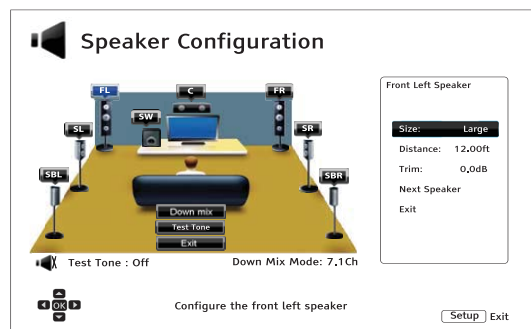 Speaker Configuration
FL
C
FR
SW
SL
SR
SBL
SBR
Down mix
Test Tone
Exit
Test Tone : Off
Down Mix Mode: 7.1Ch
Front Left Speaker
Size: Large
Distance: 12.00ft
Trim: 0.0dB
Next Speaker
Exit
OK
Configure the front left speaker
Setup Exit